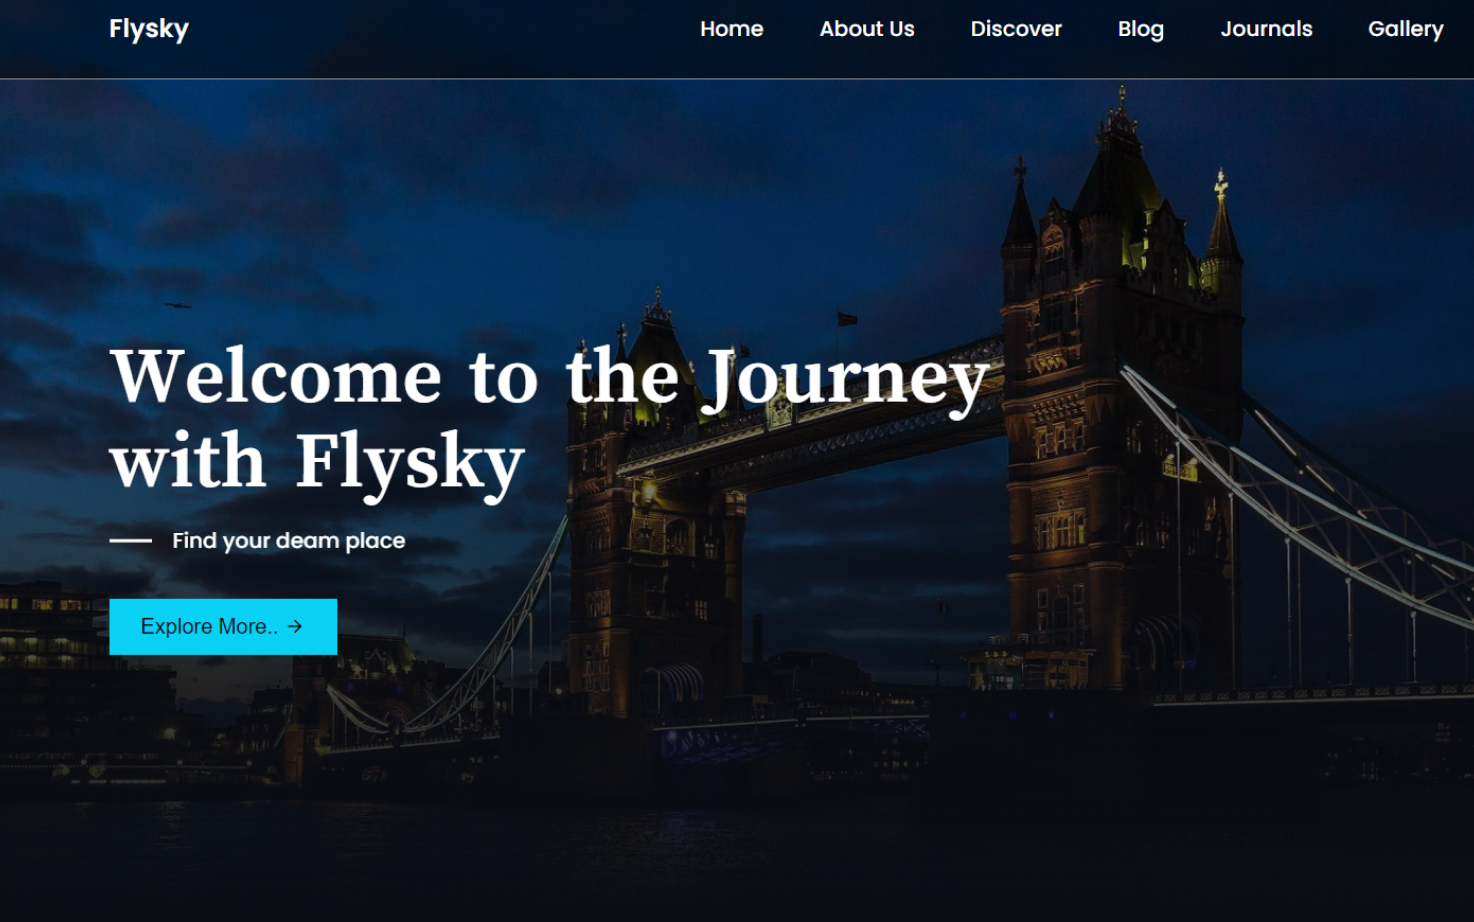 Flysky
Home About Us Discover Blog Journals Gallery
Welcome to the Journey
with Flysky
Find your deam place
Explore More.. →